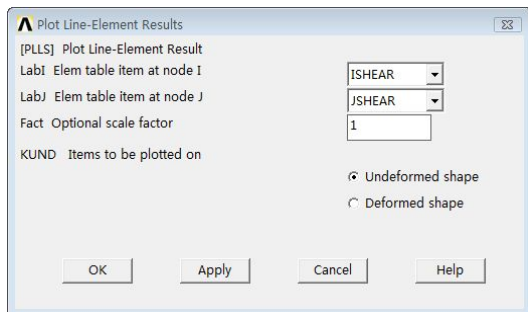 Plot Line-Element Results
[PLLS] Plot Line-Element Result
LabI Elem table item at node I
ISHEAR
LabJ Elem table item at node J
JSHEAR
Fact Optional scale factor
1
KUND Items to be plotted on
Undeformed shape
Deformed shape
OK Apply Cancel Help